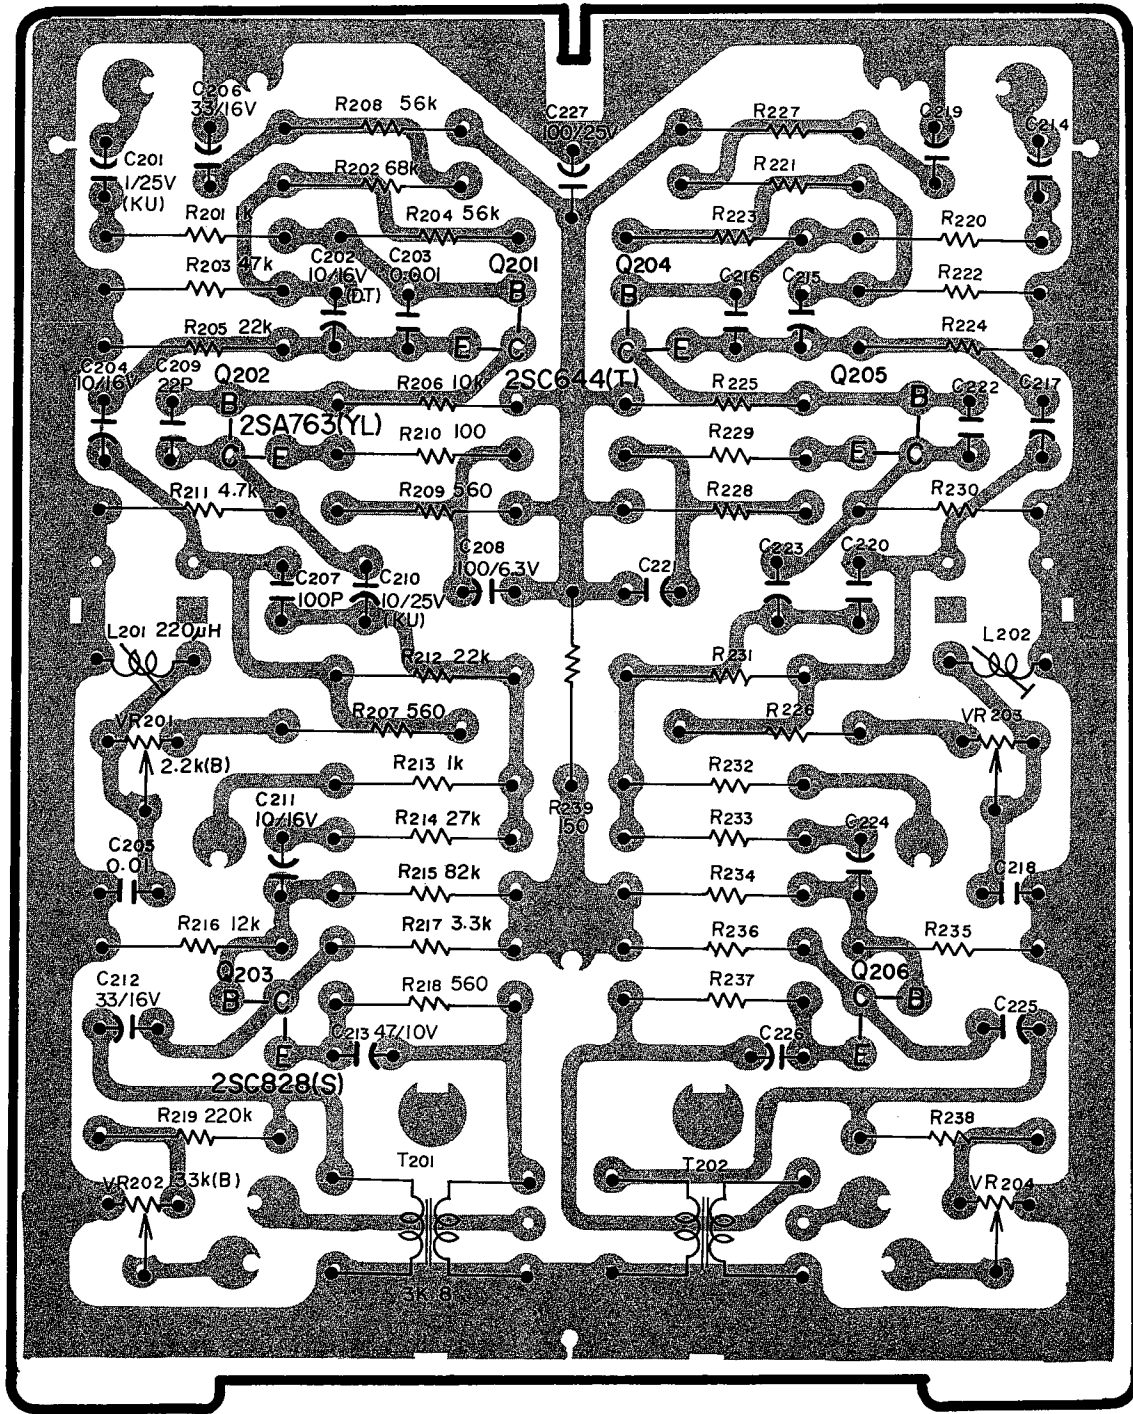 C206
33/16V
R208 56k
C227
100/25V
R227
C219
C214
C201
1/25V
(KU)
R202 68k
R221
R201 1k
R204 56k
R223
R220
R203 47k
C202
10/16V
(D.T)
C203
0.001
Q201
Q204
C216
C215
R222
B
B
R205 22k
E
C
C
E
R224
C204
10/16V
C209
22P
Q202
R206 10k
2SC644(T)
R225
Q205
C222
C217
B
B
2SA763(YL)
R210 100
R229
C
E
E
C
R211 4.7k
R209 560
R228
R230
C208
100/6.3V
C221
C223
C220
C207
100P
C210
10/25V
(KU)
L201 220uH
L202
R212 22k
R231
R207 560
R226
VR201
2.2k(B)
VR203
R213 1k
R232
C211
10/16V
R214 27k
R239
150
R233
C224
C205
0.01
R215 82k
R234
C218
R216 12k
R217 3.3k
R236
R235
C212
33/16V
Q203
B
C
R218 560
R237
Q206
C
B
C225
E
C213 47/10V
C226
E
2SC828(S)
R219 220k
R238
T201
T202
VR202 33k(B)
VR204
3K:8